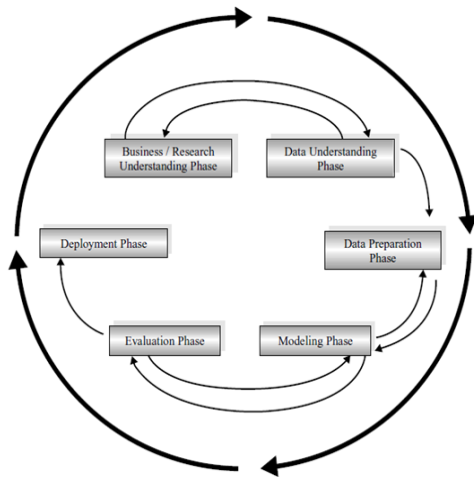 Business / Research
Understanding Phase
Data Understanding
Phase
Deployment Phase
Data Preparation
Phase
Evaluation Phase
Modeling Phase